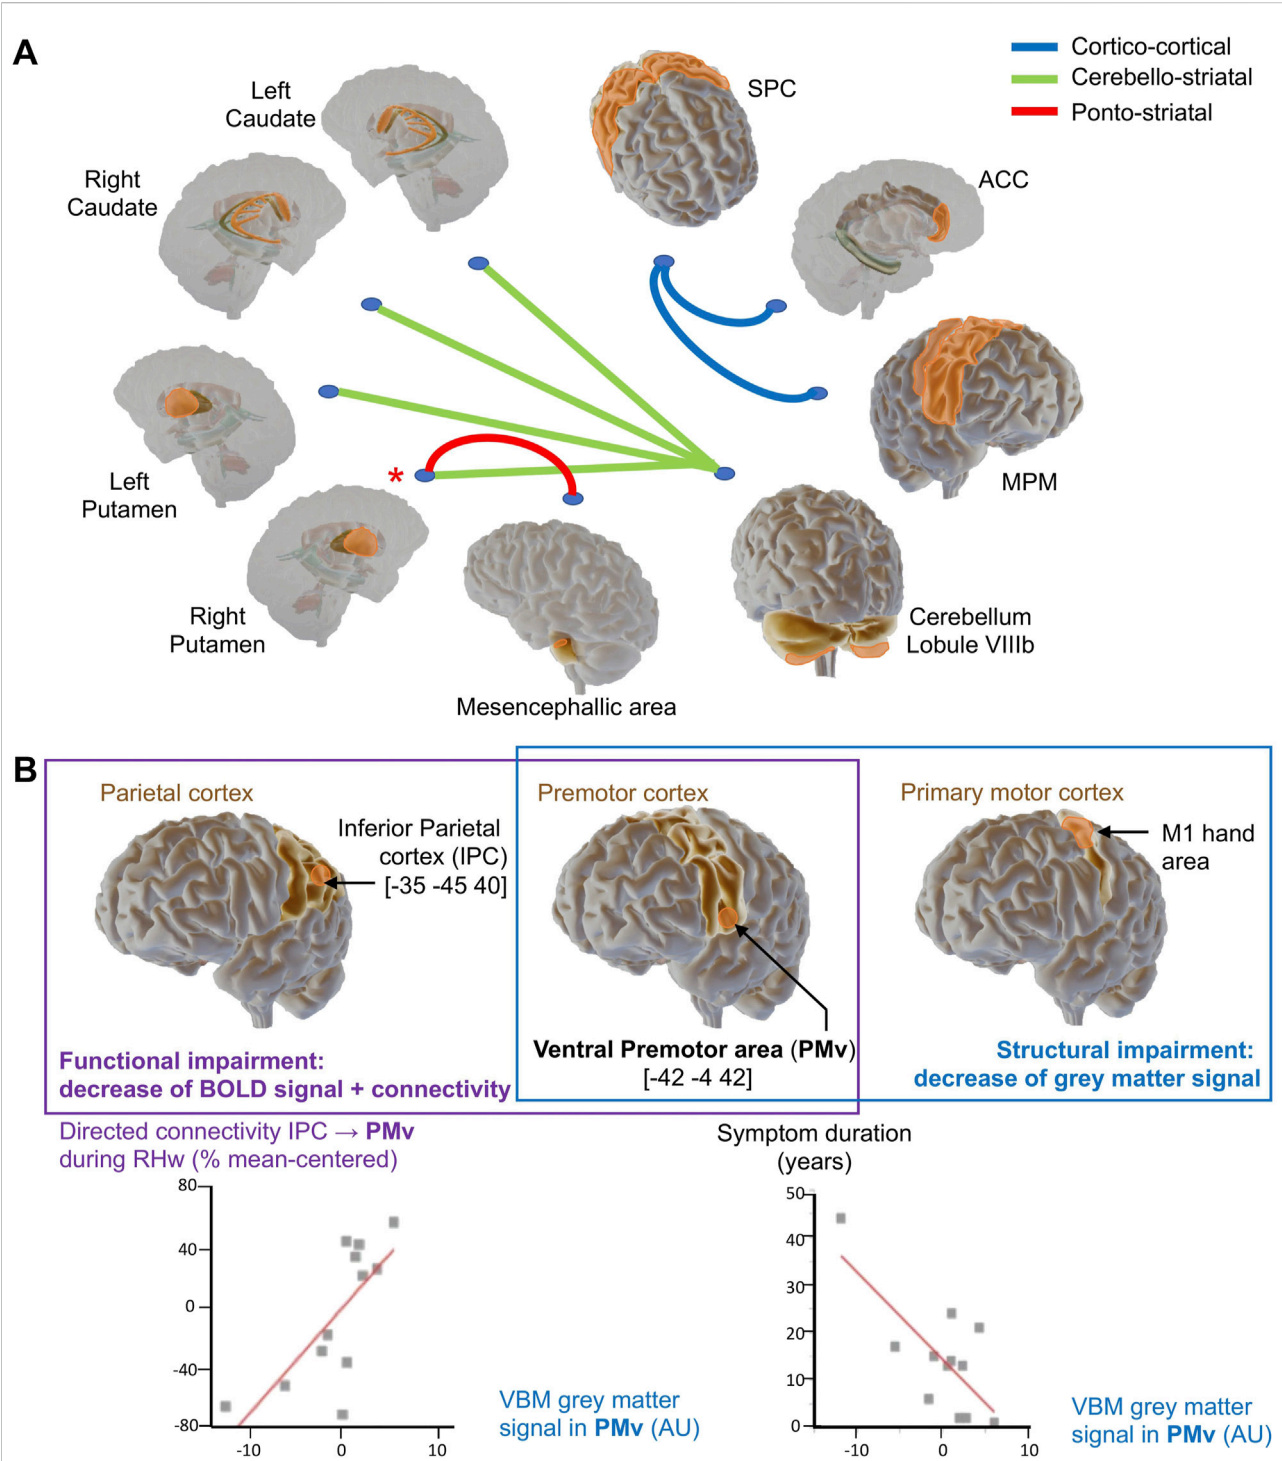 A
Cortico-cortical
Cerebello-striatal
Ponto-striatal
Left
Caudate
SPC
Right
Caudate
ACC
Left
Putamen
*
MPM
Right
Putamen
Cerebellum
Lobule VIIIb
Mesencephallic area
B
Parietal cortex
Inferior Parietal
cortex (IPC)
[-35 -45 40]
Premotor cortex
Primary motor cortex
M1 hand
area
Functional impairment:
decrease of BOLD signal + connectivity
Ventral Premotor area (PMv)
[-42 -4 42]
Structural impairment:
decrease of grey matter signal
Directed connectivity IPC → PMv
during RHw (% mean-centered)
80
40
0
-40
-80
-10
0
10
VBM grey matter
signal in PMv (AU)
Symptom duration
(years)
50
40
30
20
10
0
-10
0
10
VBM grey matter
signal in PMv (AU)